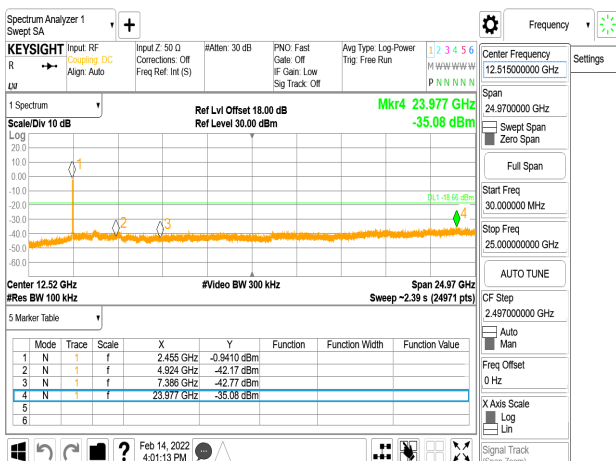 Spectrum Analyzer 1
Swept SA
Frequency
KEYSIGHT
R
LXI
Input: RF
Coupling: DC
Align: Auto
Input Z: 50 Ω
Corrections: Off
Freq Ref: Int (S)
#Atten: 30 dB
PNO: Fast
Gate: Off
IF Gain: Low
Sig Track: Off
Avg Type: Log-Power
Trig: Free Run
1 2 3 4 5 6
M W W W W W
P N N N N N
Center Frequency
12.515000000 GHz
Settings
Span
24.9700000 GHz
Swept Span
Zero Span
Full Span
Start Freq
30.000000 MHz
Stop Freq
25.000000000 GHz
AUTO TUNE
CF Step
2.497000000 GHz
Auto
Man
Freq Offset
0 Hz
X Axis Scale
Log
Lin
Signal Track
(Span Zoom)
1 Spectrum
Scale/Div 10 dB
Ref Lvl Offset 18.00 dB
Ref Level 30.00 dBm
Mkr4 23.977 GHz
-35.08 dBm
Log
20.0
10.0
0.00
-10.0
-20.0
-30.0
-40.0
-50.0
-60.0
1
2
3
4
DL1 -18.66 dBm
Center 12.52 GHz
#Video BW 300 kHz
Span 24.97 GHz
#Res BW 100 kHz
Sweep ~2.39 s (24971 pts)
5 Marker Table
Mode Trace Scale X Y Function Function Width Function Value
1 N 1 f 2.455 GHz -0.9410 dBm
2 N 1 f 4.924 GHz -42.17 dBm
3 N 1 f 7.386 GHz -42.77 dBm
4 N 1 f 23.977 GHz -35.08 dBm
5
6
?
Feb 14, 2022
4:01:13 PM